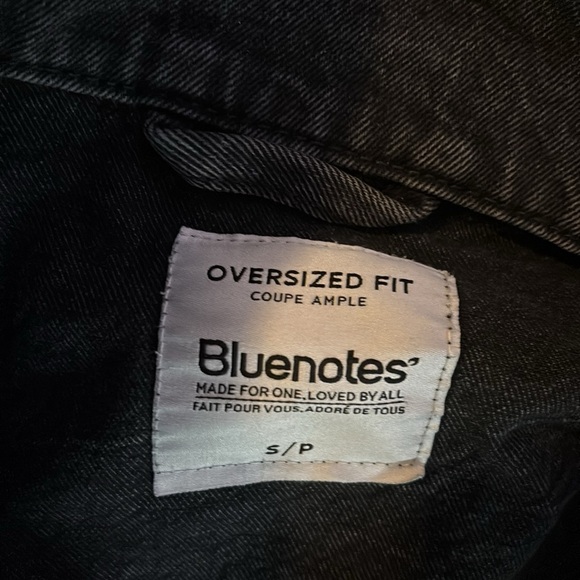 OVERSIZED FIT
COUPE AMPLE
Bluenotes
MADE FOR ONE. LOVED BY ALL
FAIT POUR VOUS. ADORÉ DE TOUS
S/P